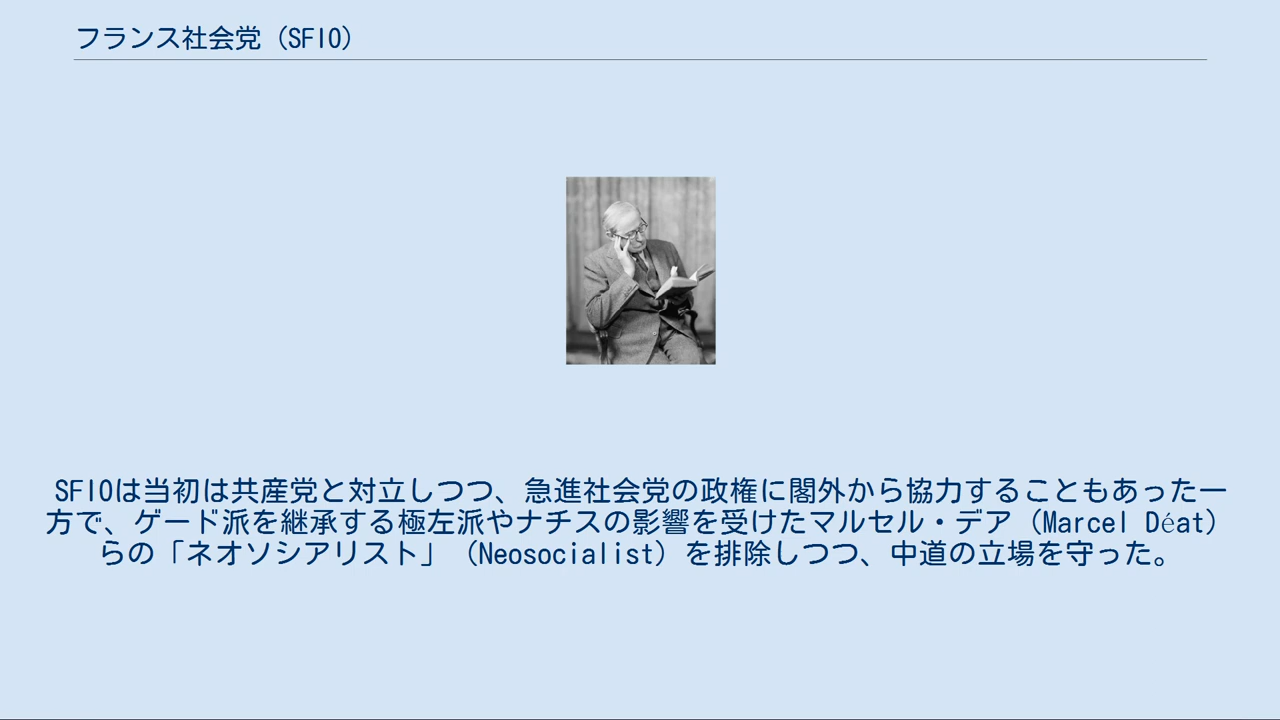 フランス社会党（SFIO）
SFIOは当初は共産党と対立しつつ、急進社会党の政権に閣外から協力することもあった一
方で、ゲード派を継承する極左派やナチスの影響を受けたマルセル・デア（Marcel Déat）
らの「ネオソシアリスト」（Neosocialist）を排除しつつ、中道の立場を守った。